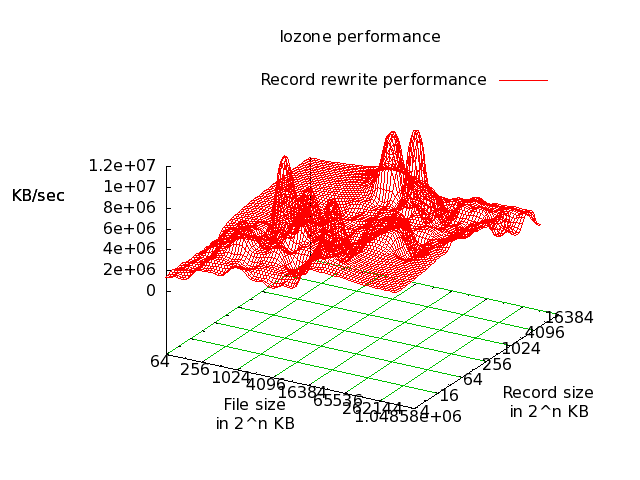 Iozone performance
Record rewrite performance
KB/sec
1.2e+07
1e+07
8e+06
6e+06
4e+06
2e+06
0
64
256
1024
4096
16384
65536
262144
1.04858e+06
File size
in 2^n KB
4
16
64
256
1024
4096
16384
Record size
in 2^n KB